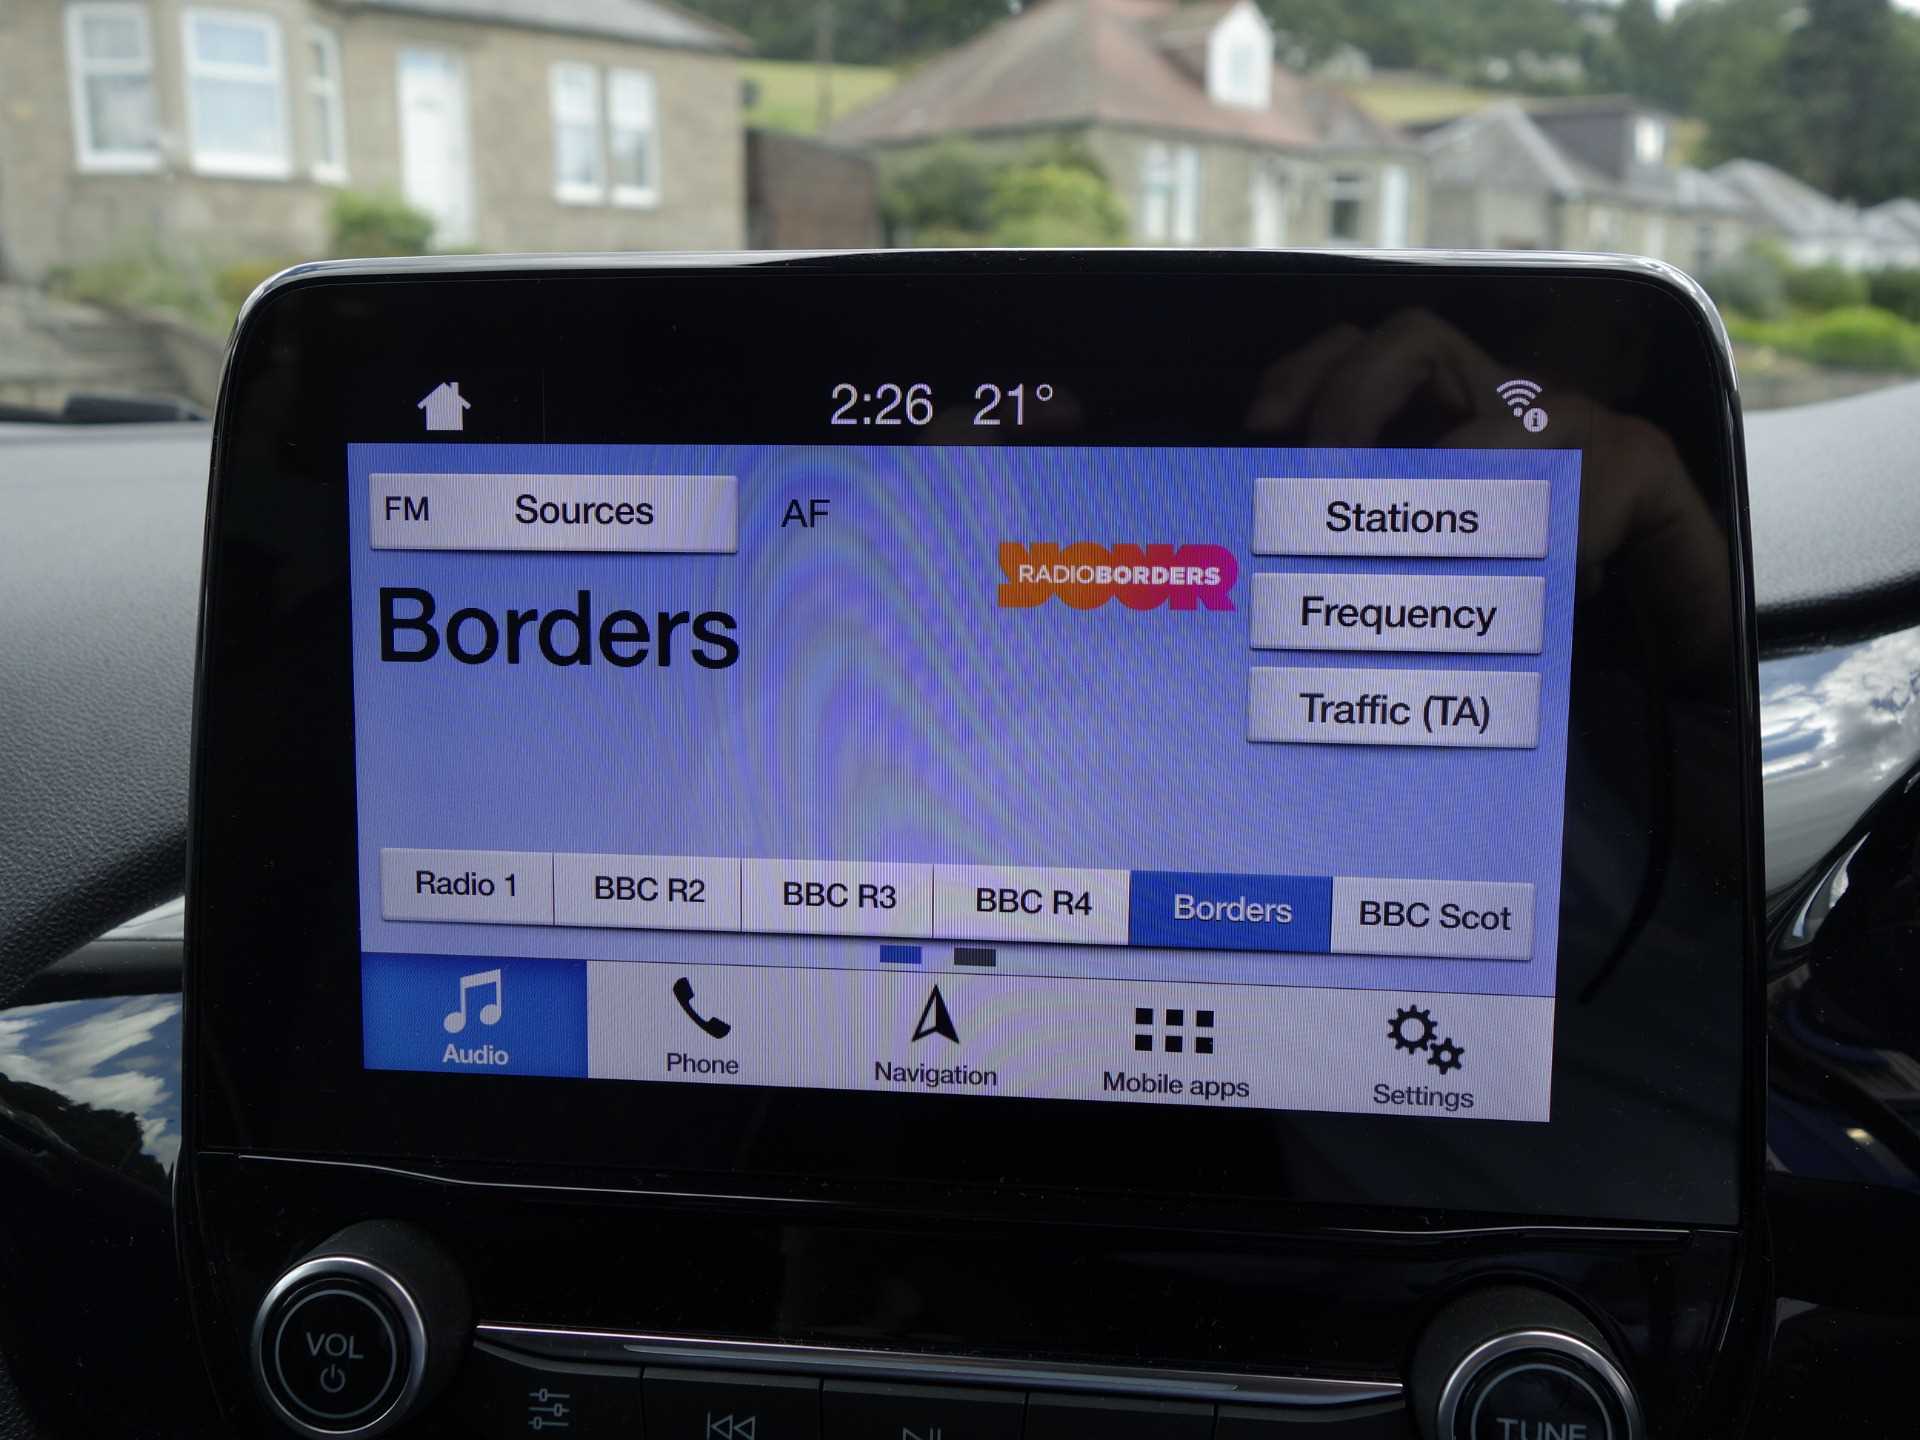 2:26 21°
FM Sources AF Stations
RADIOBORDERS
Borders
Frequency
Traffic (TA)
Radio 1 BBC R2 BBC R3 BBC R4 Borders BBC Scot
Audio Phone Navigation Mobile apps Settings
VOL
TUNE